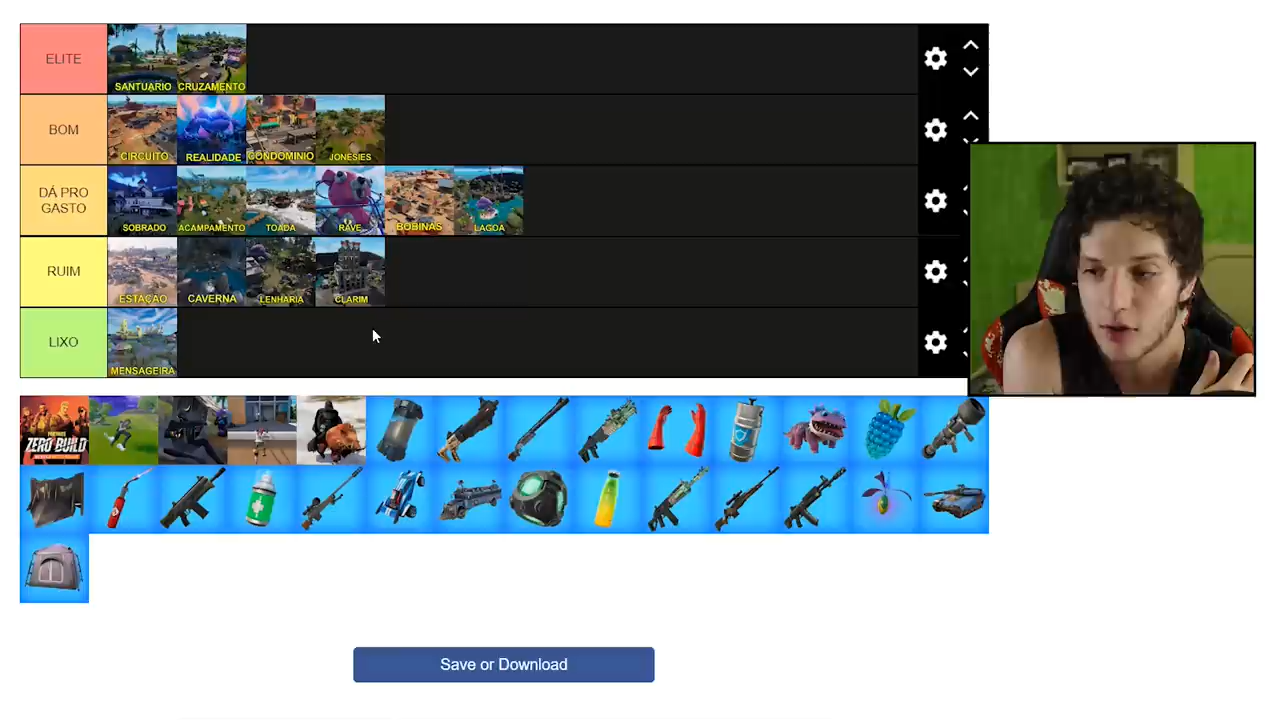 ELITE
SANTUÁRIO
CRUZAMENTO
BOM
CIRCUITO
REALIDADE
CONDOMINIO
JONESIES
DÁ PRO
GASTO
SOBRADO
ACAMPAMENTO
TOADA
RAVE
BOBINAS
LAGOA
RUIM
ESTAÇÃO
CAVERNA
LENHARIA
CLARIM
LIXO
MENSAGEIRA
ZERO BUILD
Save or Download